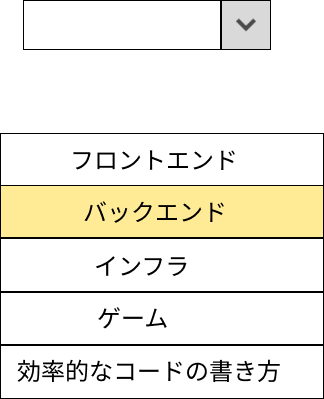 フロントエンド
バックエンド
インフラ
ゲーム
効率的なコードの書き方